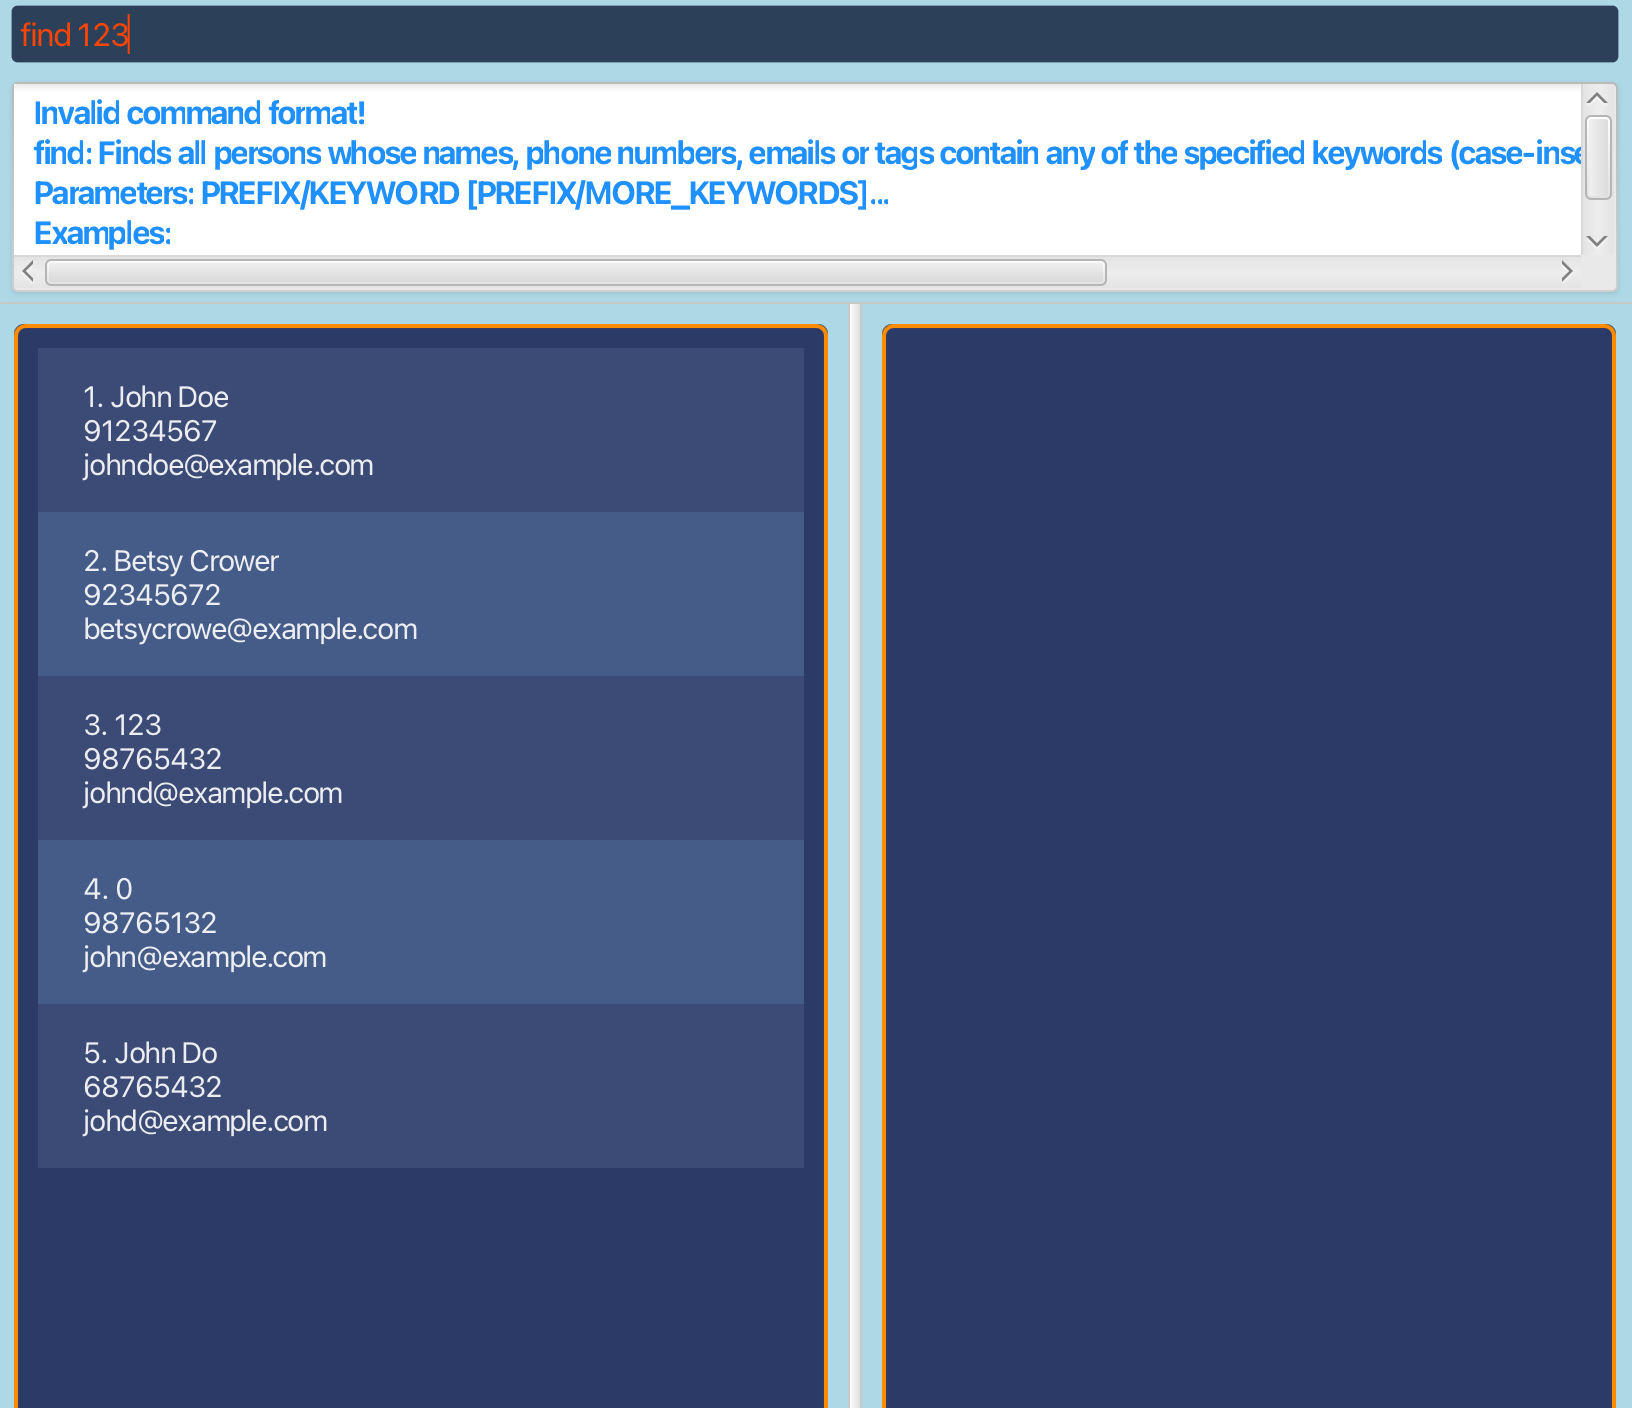 find 123
Invalid command format!
find: Finds all persons whose names, phone numbers, emails or tags contain any of the specified keywords
Parameters: PREFIX/KEYWORD [PREFIX/MORE_KEYWORDS]...
Examples:
1. John Doe
91234567
johndoe@example.com
2. Betsy Crower
92345672
betsycrowe@example.com
3. 123
98765432
johnd@example.com
4. 0
98765132
john@example.com
5. John Do
68765432
johd@example.com